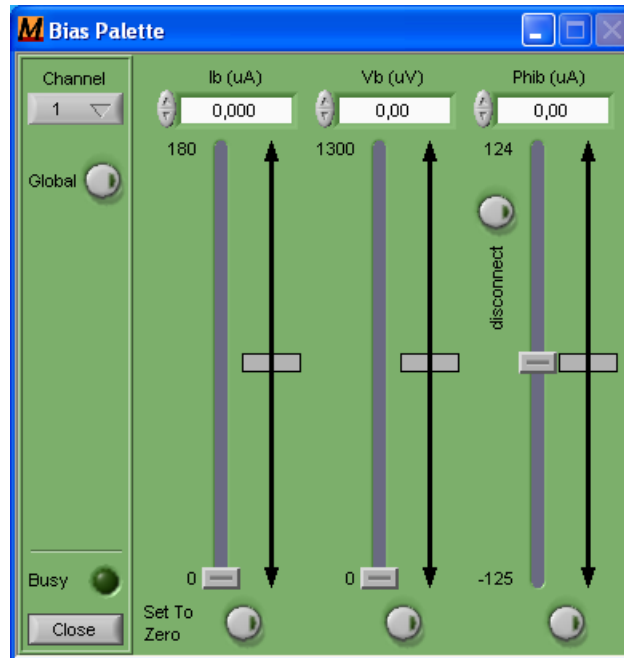 M Bias Palette
Channel
1
Global
Busy
Close
Ib (uA)
0,000
180
0
Set To
Zero
Vb (uV)
0,00
1300
0
Phib (uA)
0,00
124
disconnect
-125